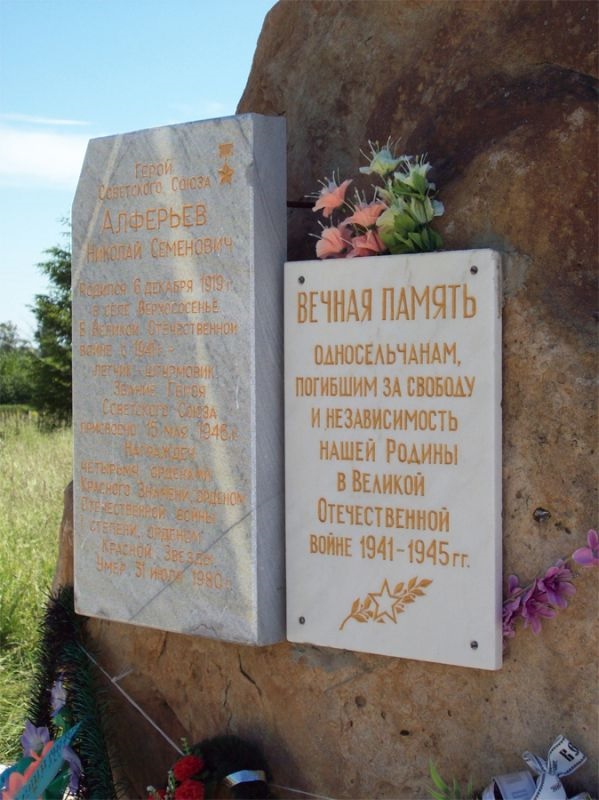 Герой
Советского Союза
Алферьев
Николай Семенович
Родился 6 декабря 1919 г.
в селе Верхососенье.
В Великой Отечественной
войне с 1941 г. -
летчик-штурмовик.
Звание Героя
Советского Союза
присвоено 15 мая 1946 г.
Награжден
четырьмя орденами
Красного Знамени, орденом
Отечественной войны
I степени, орденом
Красной Звезды.
Умер 31 июля 1980 г.
Вечная память
односельчанам,
погибшим за свободу
и независимость
нашей Родины
в Великой
Отечественной
войне 1941-1945 гг.